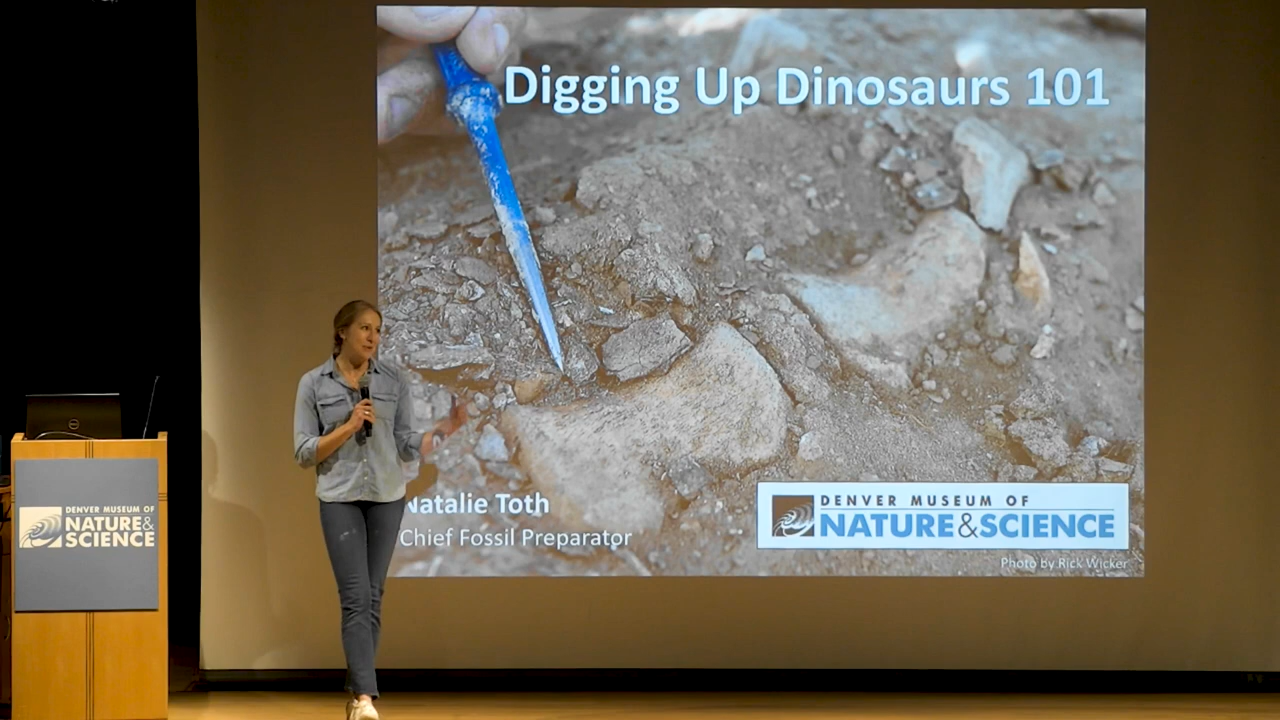 Digging Up Dinosaurs 101
Natalie Toth
Chief Fossil Preparator
DENVER MUSEUM OF
NATURE&SCIENCE
Photo by Rick Wicker
DENVER MUSEUM OF
NATURE&
SCIENCE
DELL